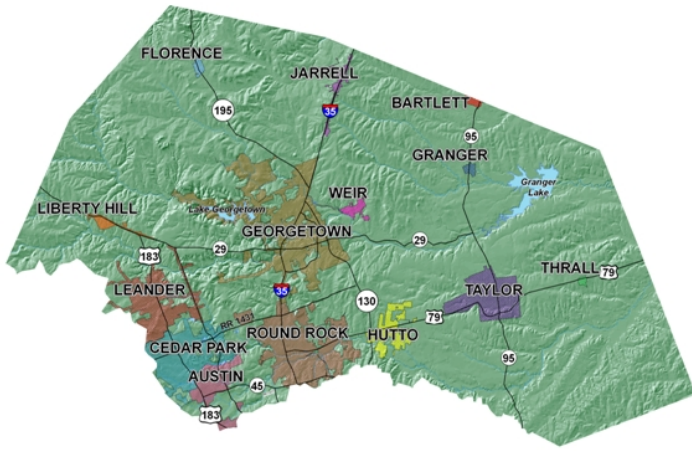 FLORENCE
JARRELL
195
35
BARTLETT
95
GRANGER
Granger
Lake
WEIR
LIBERTY HILL
Lake Georgetown
GEORGETOWN
29
29
183
THRALL
79
LEANDER
35
130
TAYLOR
RR 1431
79
ROUND ROCK
HUTTO
CEDAR PARK
95
AUSTIN
45
183